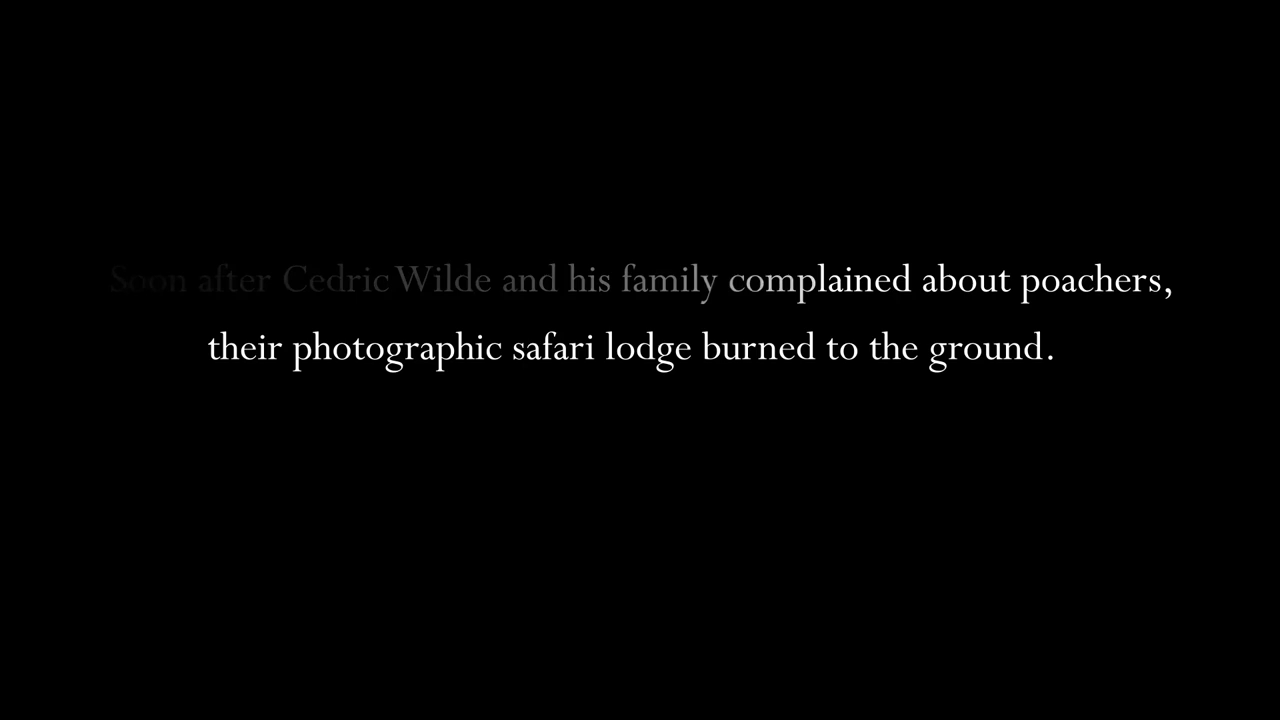 Soon after Cedric Wilde and his family complained about poachers,
their photographic safari lodge burned to the ground.